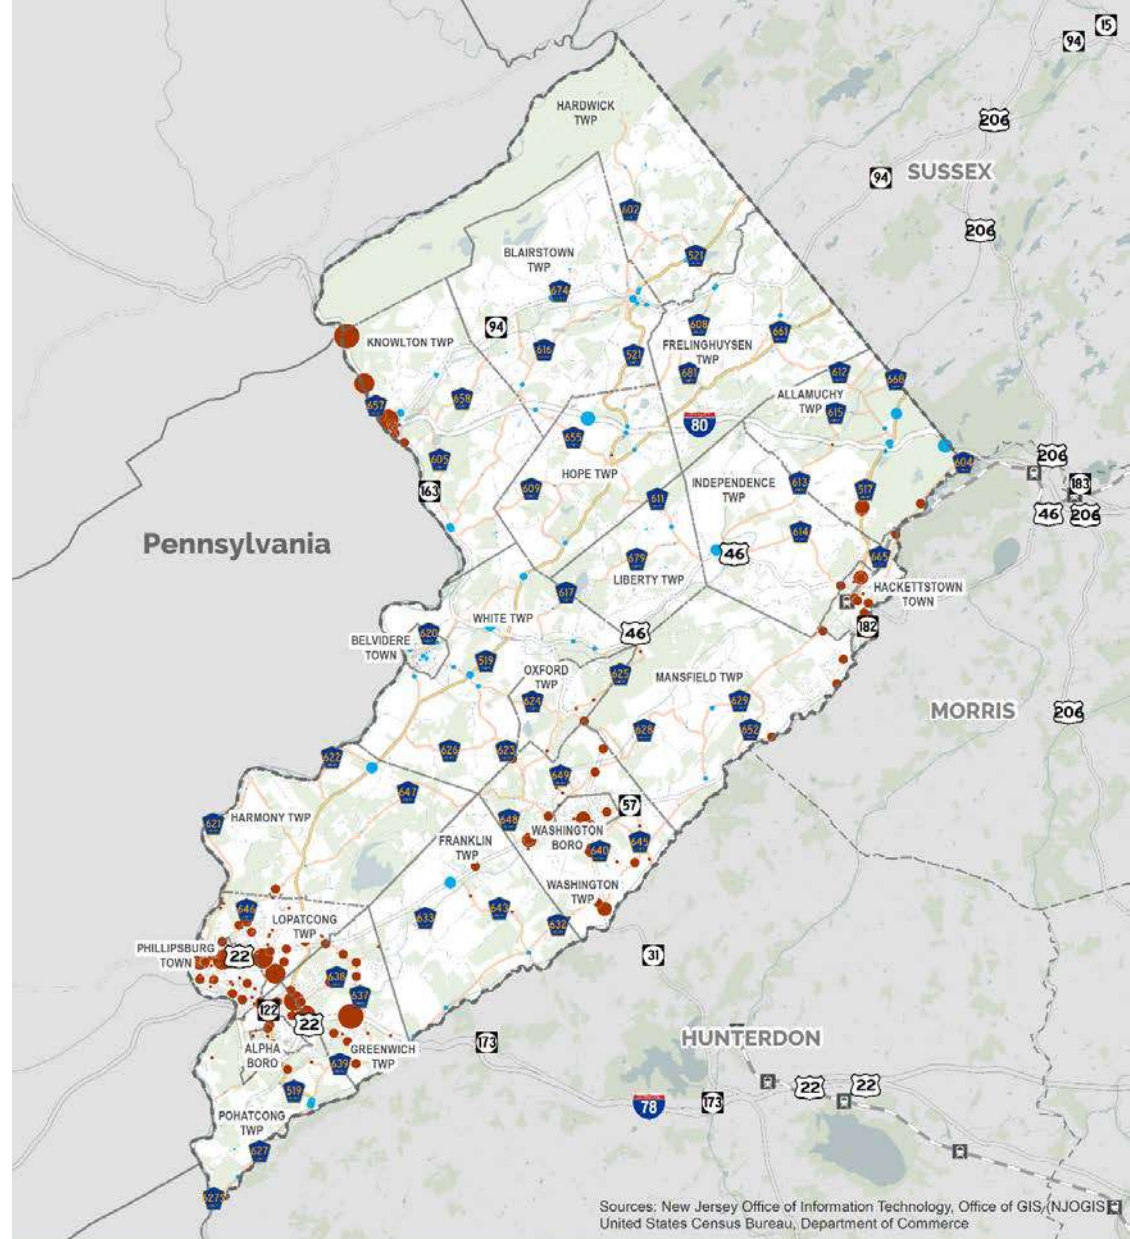 15
94
HARDWICK
TWP
206
SUSSEX
94
602
206
BLAIRSTOWN
TWP
521
674
94
608
661
KNOWLTON TWP
616
521
FRELINGHUYSEN
TWP
681
612
668
658
657
ALLAMUCHY
TWP
615
80
655
605
206
604
HOPE TWP
INDEPENDENCE
TWP
613
183
163
609
611
517
46
206
614
Pennsylvania
46
679
665
LIBERTY TWP
HACKETTSTOWN
TOWN
617
WHITE TWP
182
620
46
BELVIDERE
TOWN
519
OXFORD
TWP
625
MANSFIELD TWP
624
629
MORRIS
206
628
652
626
623
622
649
647
57
621
HARMONY TWP
648
WASHINGTON
BORO
645
FRANKLIN
TWP
640
WASHINGTON
TWP
646
643
LOPATCONG
TWP
633
632
PHILLIPSBURG
TOWN
22
31
638
637
122
22
HUNTERDON
173
ALPHA
BORO
GREENWICH
TWP
639
519
22
22
78
173
POHATCONG
TWP
627
627S
Sources: New Jersey Office of Information Technology, Office of GIS (NJOGIS
United States Census Bureau, Department of Commerce